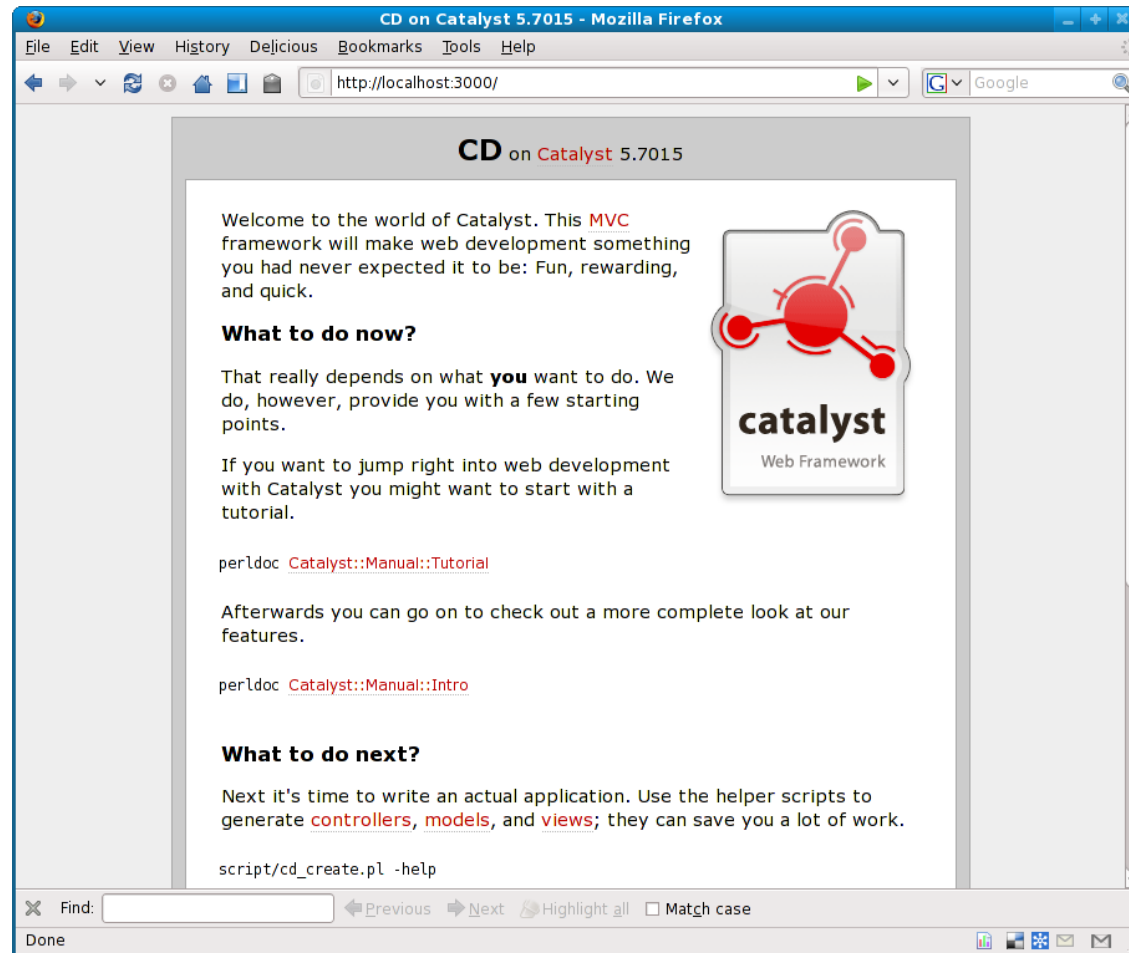 CD on Catalyst 5.7015 - Mozilla Firefox
File Edit View History Delicious Bookmarks Tools Help
http://localhost:3000/
G Google
CD on Catalyst 5.7015
Welcome to the world of Catalyst. This MVC
framework will make web development something
you had never expected it to be: Fun, rewarding,
and quick.
What to do now?
That really depends on what you want to do. We
do, however, provide you with a few starting
points.
If you want to jump right into web development
with Catalyst you might want to start with a
tutorial.
catalyst
Web Framework
perldoc Catalyst::Manual::Tutorial
Afterwards you can go on to check out a more complete look at our
features.
perldoc Catalyst::Manual::Intro
What to do next?
Next it's time to write an actual application. Use the helper scripts to
generate controllers, models, and views; they can save you a lot of work.
script/cd_create.pl -help
Find: Previous Next Highlight all Match case
Done